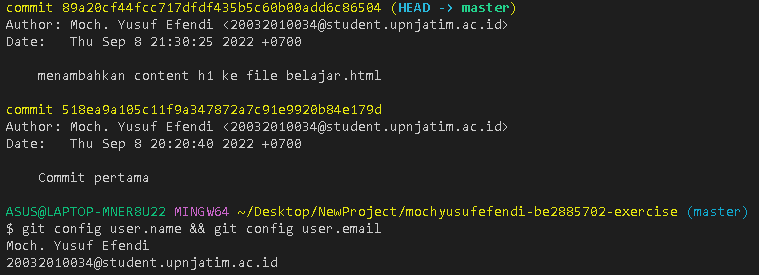 commit 89a20cf44fcc717dfdf435b5c60b00add6c86504 (HEAD -> master)
Author: Moch. Yusuf Efendi <20032010034@student.upnjatim.ac.id>
Date:   Thu Sep 8 21:30:25 2022 +0700
menambahkan content h1 ke file belajar.html
commit 518ea9a105c11f9a347872a7c91e9920b84e179d
Author: Moch. Yusuf Efendi <20032010034@student.upnjatim.ac.id>
Date:   Thu Sep 8 20:20:40 2022 +0700
Commit pertama
ASUS@LAPTOP-MNER8U22 MINGW64 ~/Desktop/NewProject/mochyusufefendi-be2885702-exercise (master)
$ git config user.name && git config user.email
Moch. Yusuf Efendi
20032010034@student.upnjatim.ac.id